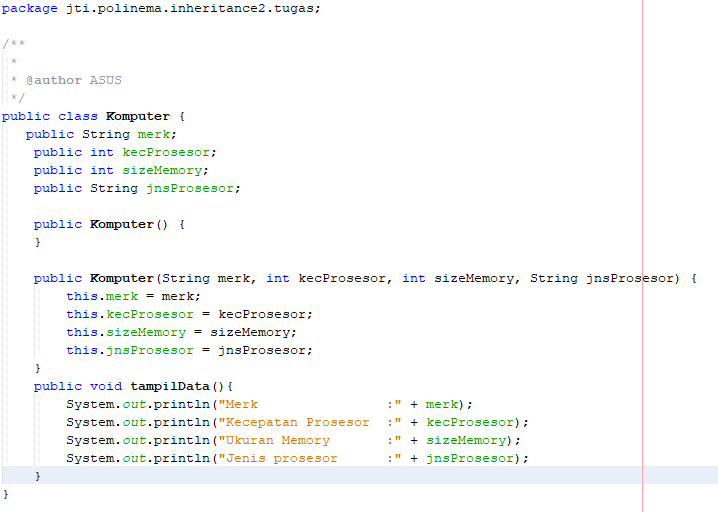 package jti.polinema.inheritance2.tugas;
/**
*
* @author ASUS
*/
public class Komputer {
public String merk;
public int kecProsesor;
public int sizeMemory;
public String jnsProsesor;
public Komputer() {
}
public Komputer(String merk, int kecProsesor, int sizeMemory, String jnsProsesor) {
this.merk = merk;
this.kecProsesor = kecProsesor;
this.sizeMemory = sizeMemory;
this.jnsProsesor = jnsProsesor;
}
public void tampilData(){
System.out.println("Merk                :" + merk);
System.out.println("Kecepatan Prosesor  :" + kecProsesor);
System.out.println("Ukuran Memory       :" + sizeMemory);
System.out.println("Jenis prosesor      :" + jnsProsesor);
}
}